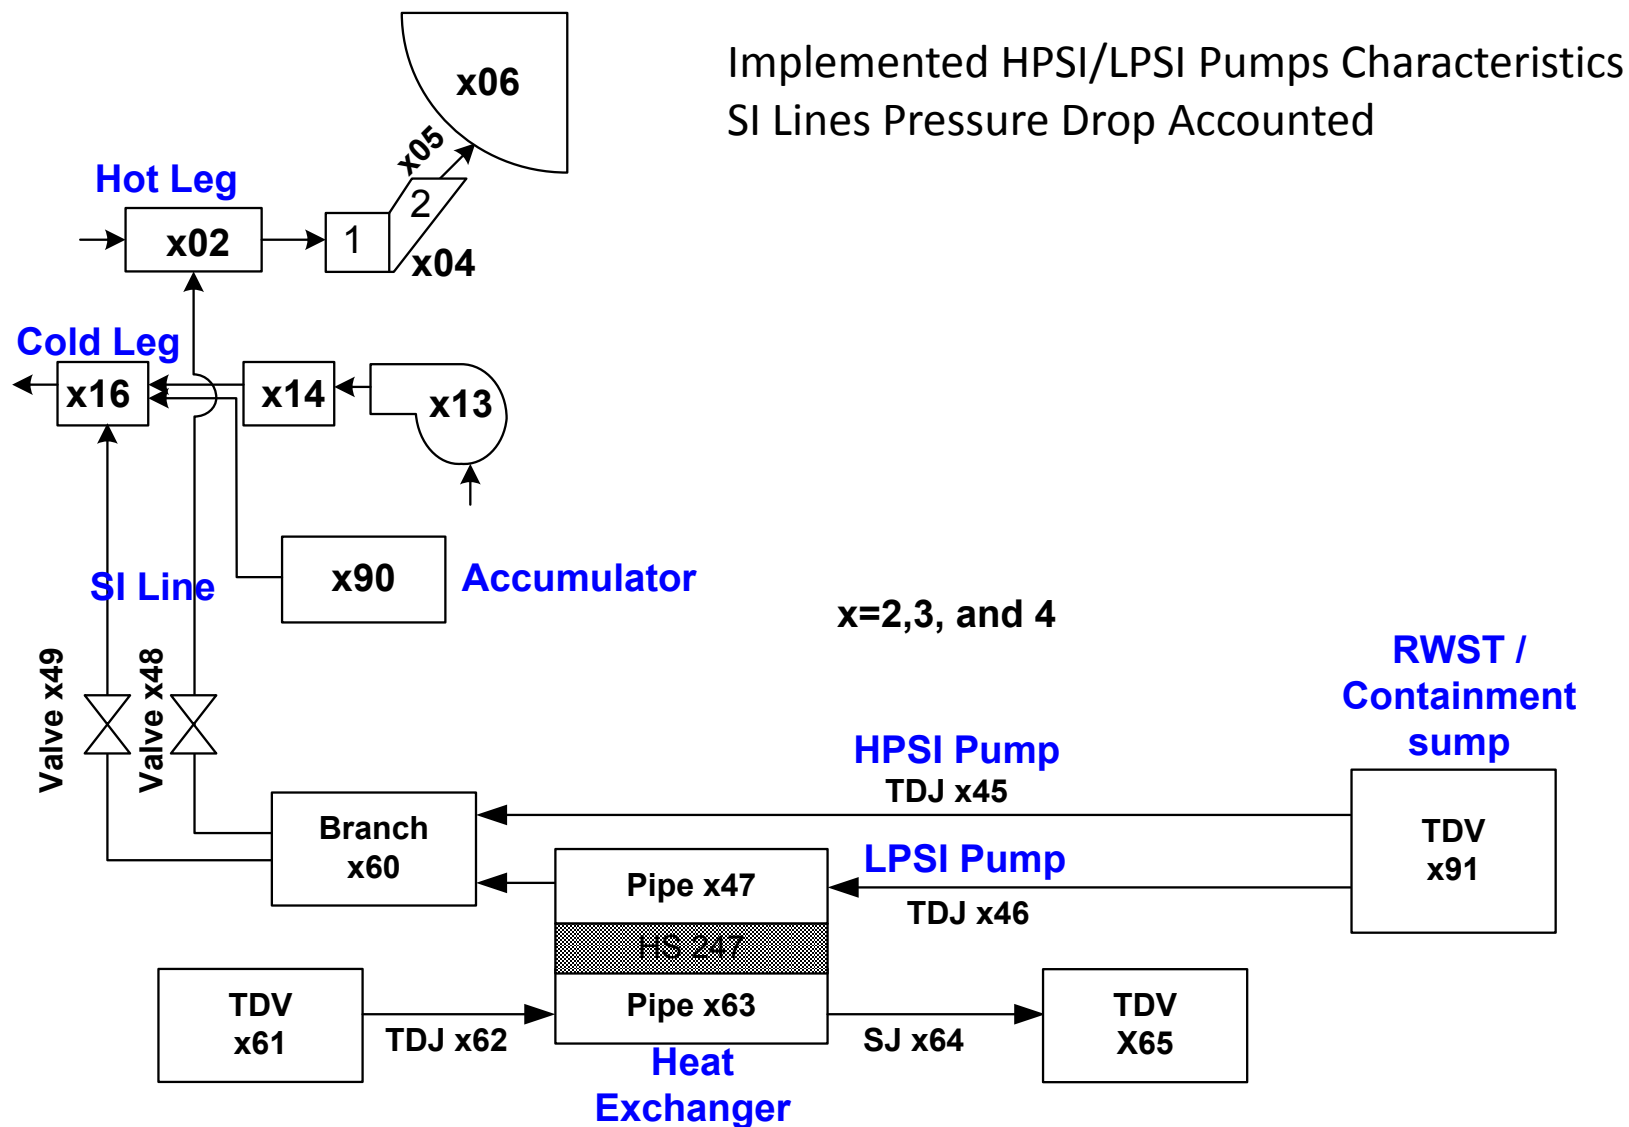 Implemented HPSI/LPSI Pumps Characteristics
SI Lines Pressure Drop Accounted
x06
x05
Hot Leg
x02
1
2
x04
Cold Leg
x16
x14
x13
SI Line
x90
Accumulator
x=2,3, and 4
Valve x49
Valve x48
RWST /
Containment
sump
HPSI Pump
TDJ x45
Branch
x60
LPSI Pump
TDJ x46
TDV
x91
Pipe x47
HS 247
Pipe x63
TDV
x61
TDJ x62
SJ x64
TDV
X65
Heat
Exchanger